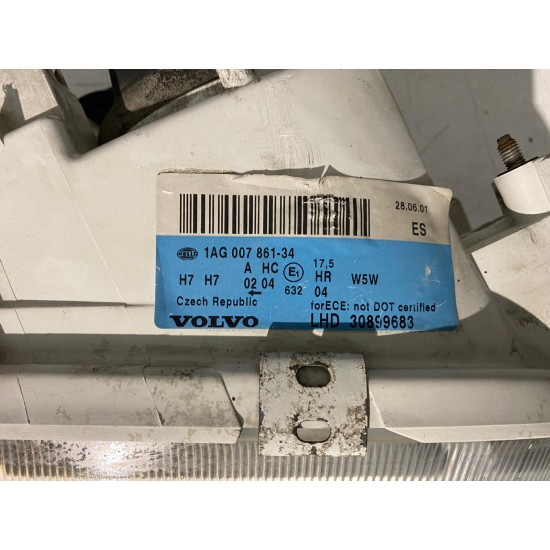 28.06.01
ES
HELLA 1AG 007 861-34
A HC E1 17,5
H7 H7 02 04 632 HR W5W
← 04
Czech Republic
forECE: not DOT certified
VOLVO LHD 30899683